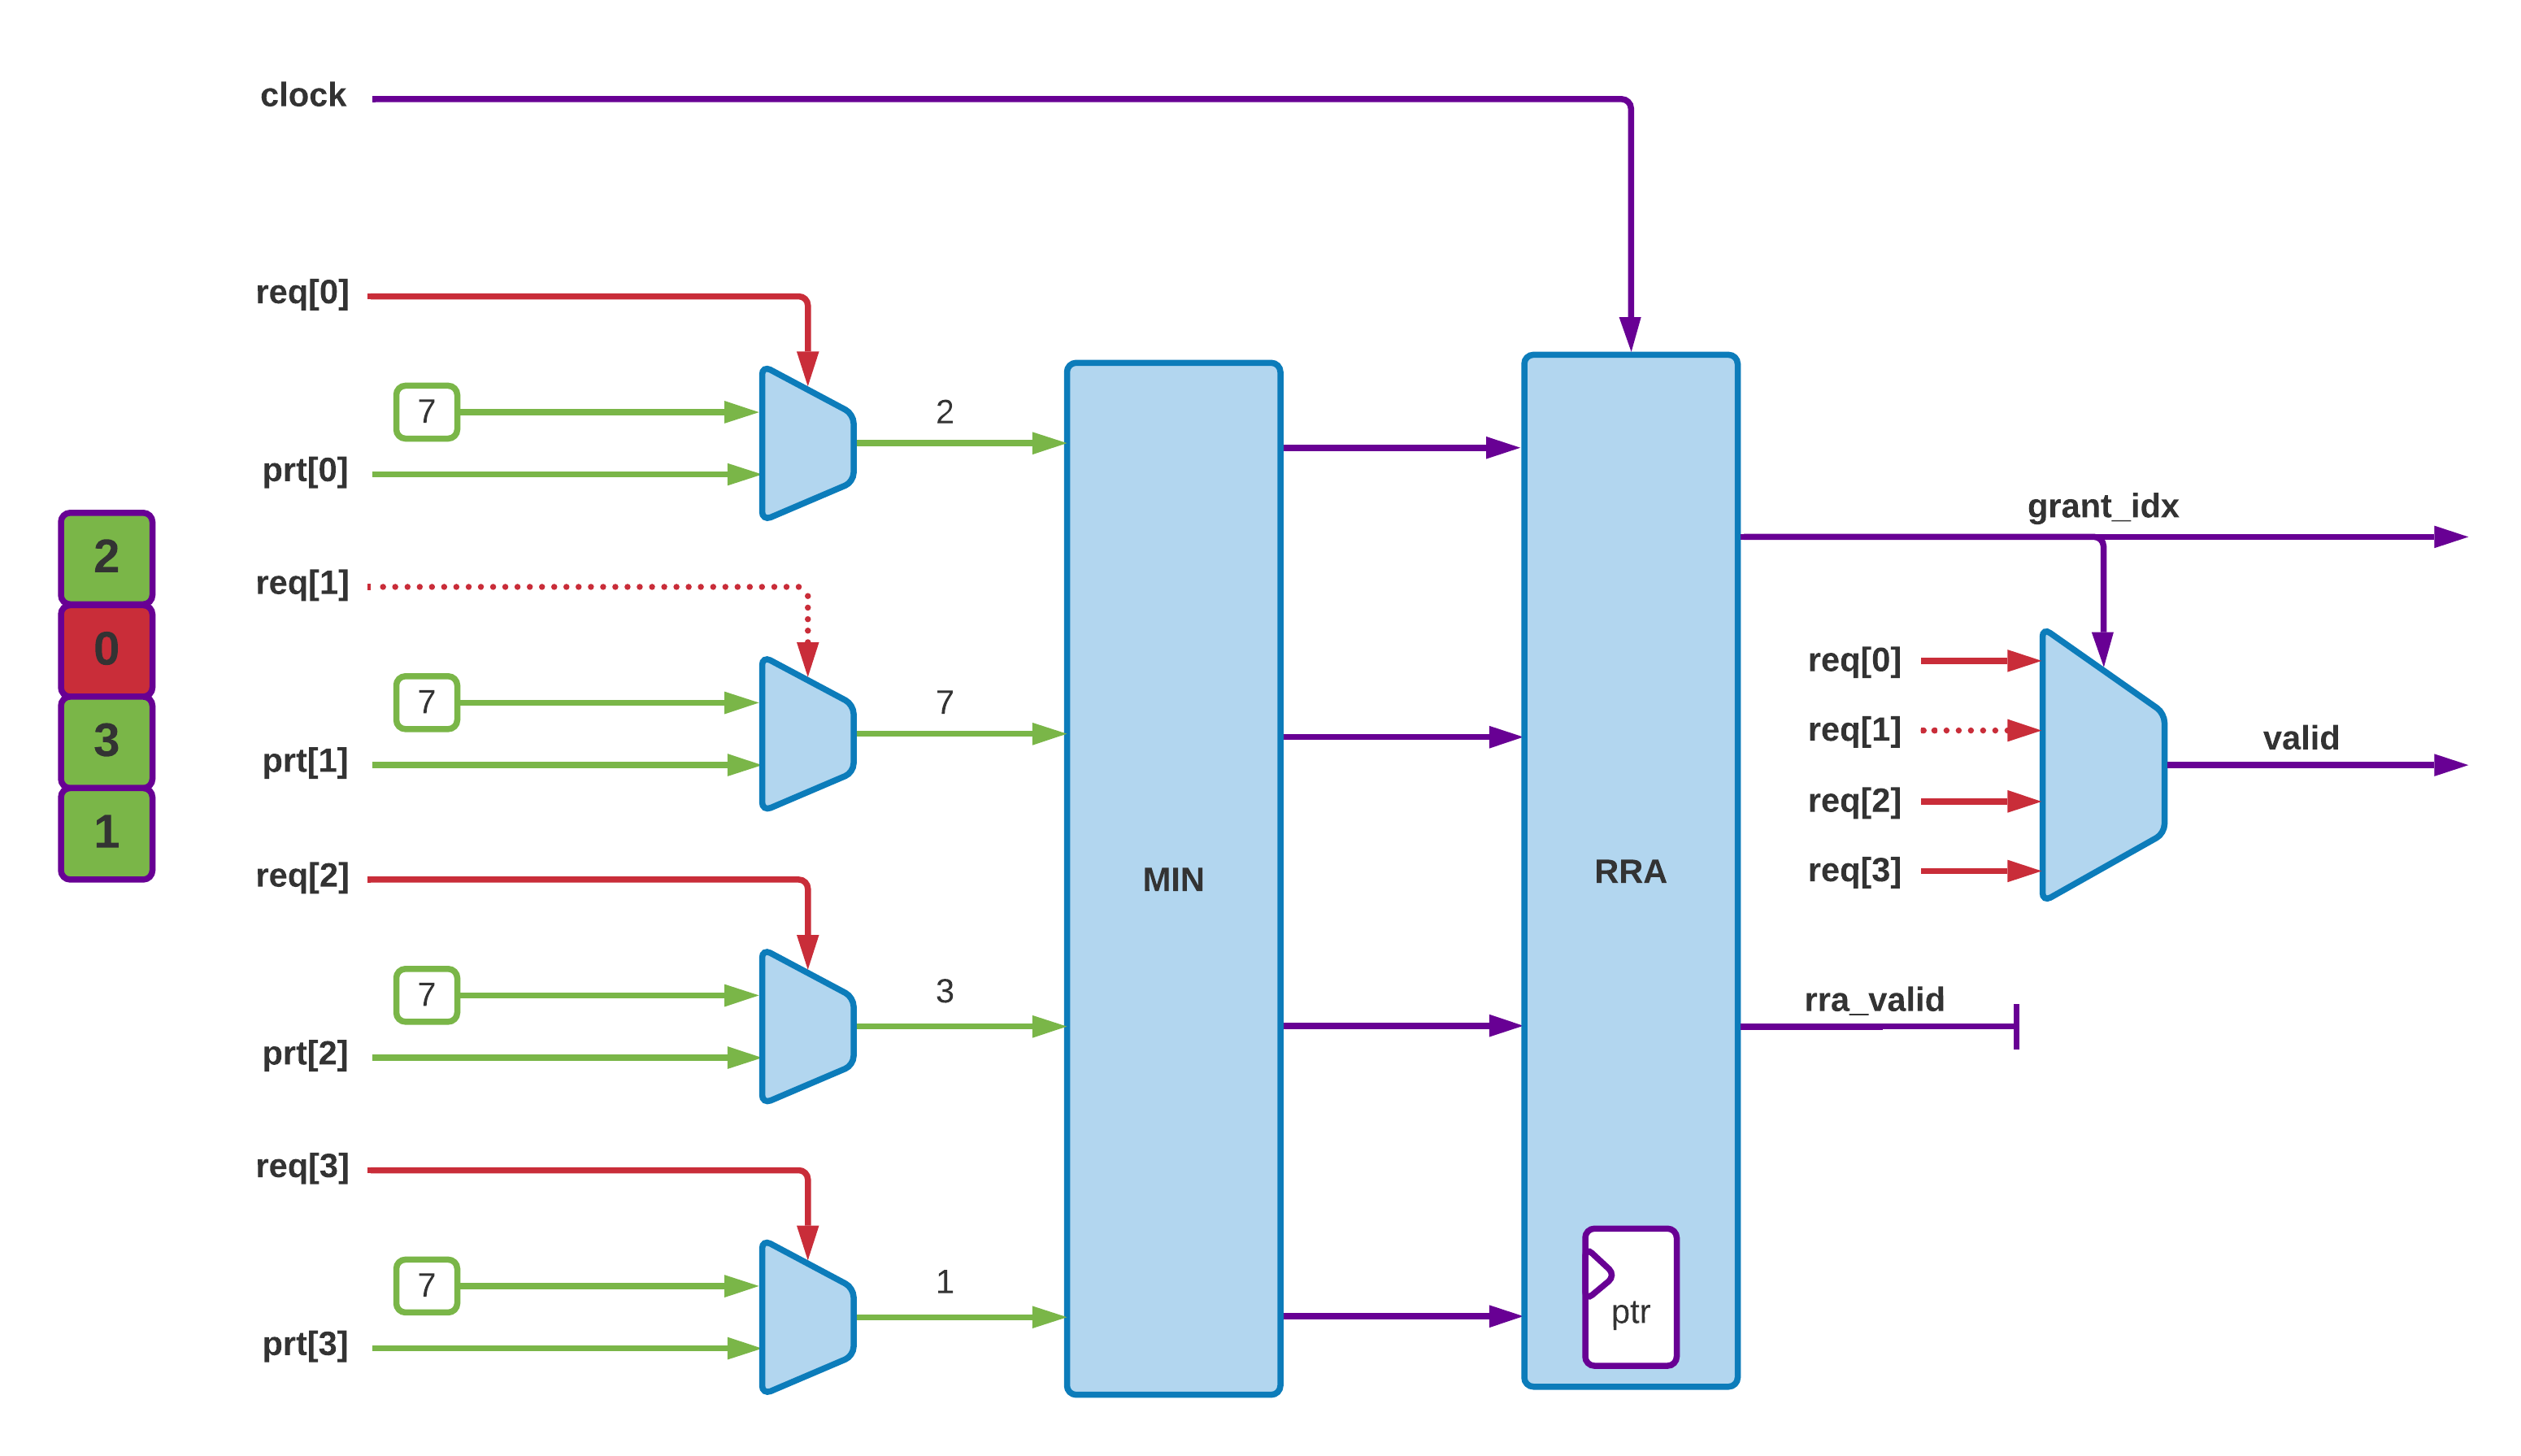 clock
req[0]
7
2
prt[0]
grant_idx
2
req[1]
0
req[0]
7
7
req[1]
valid
3
prt[1]
req[2]
1
req[2]
MIN
RRA
req[3]
7
3
rra_valid
prt[2]
req[3]
7
1
ptr
prt[3]